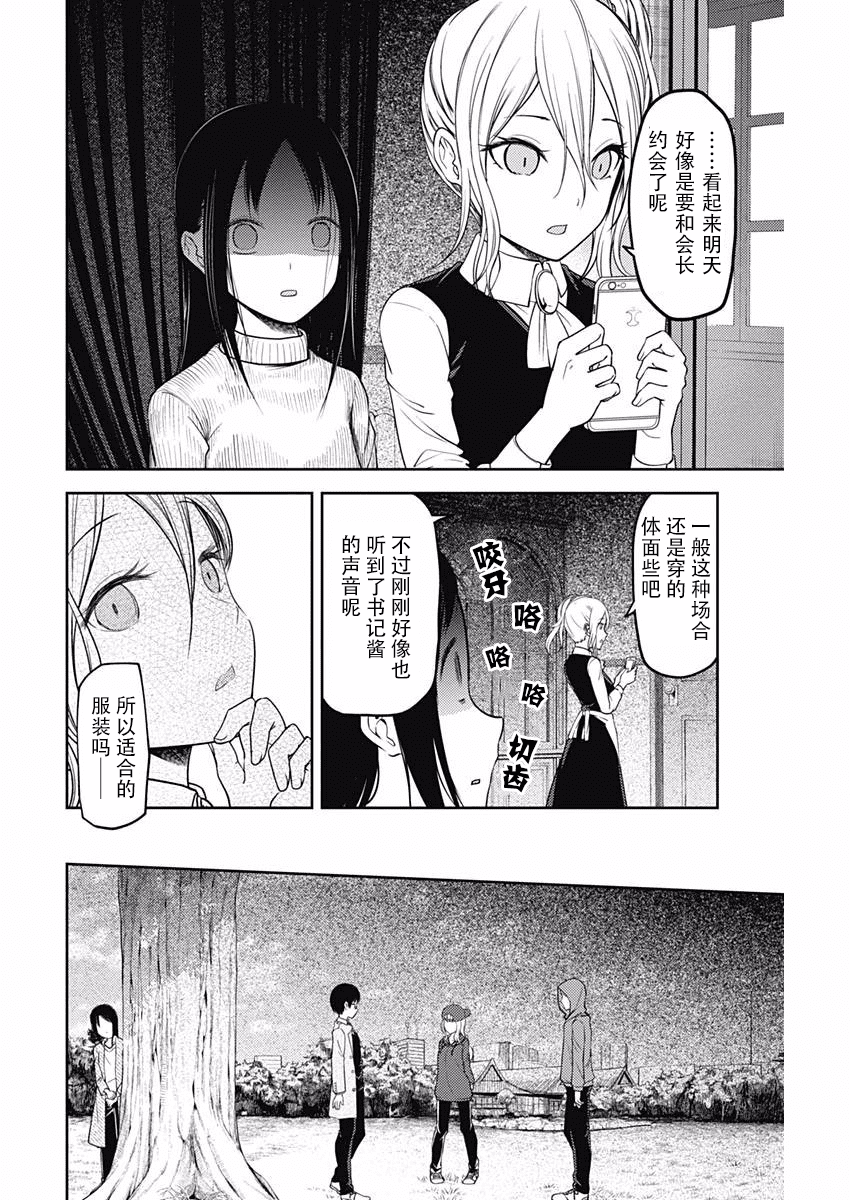 ……看起来明天
好像是要和会长
约会了呢
一般这种场合
还是穿的
体面些吧
咬牙
咯
咯
咯
切齿
不过刚刚好像也
听到了书记酱
的声音呢
所以适合的
服装吗——